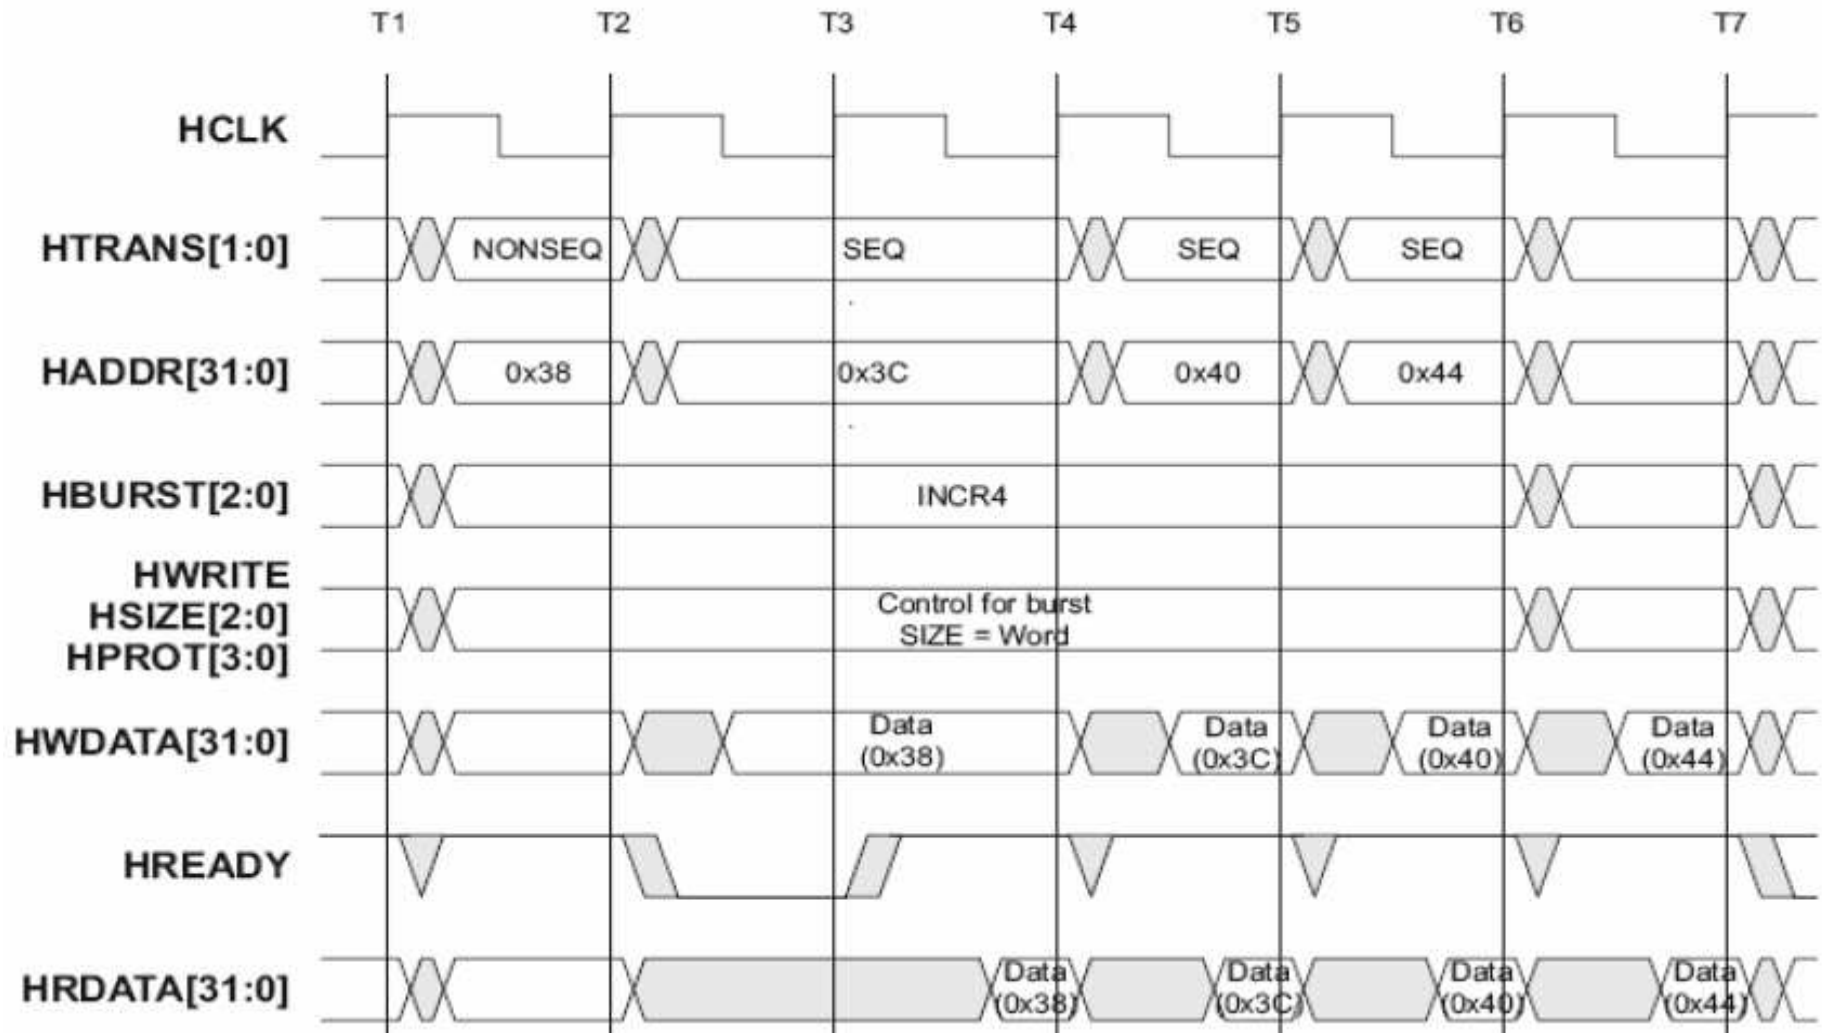 T1 T2 T3 T4 T5 T6 T7
HCLK
HTRANS[1:0] NONSEQ SEQ SEQ SEQ
HADDR[31:0] 0x38 0x3C 0x40 0x44
HBURST[2:0] INCR4
HWRITE
HSIZE[2:0]
HPROT[3:0]
Control for burst
SIZE = Word
HWDATA[31:0]
Data
(0x38)
Data
(0x3C)
Data
(0x40)
Data
(0x44)
HREADY
HRDATA[31:0]
Data
(0x38)
Data
(0x3C)
Data
(0x40)
Data
(0x44)